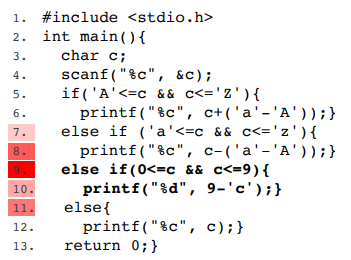 1. #include <stdio.h>
2. int main(){
3. char c;
4. scanf("%c", &c);
5. if('A'<=c && c<='Z'){
6. printf("%c", c+('a'-'A'));}
7. else if ('a'<=c && c<='z'){
8. printf("%c", c-('a'-'A'));}
9. else if(0<=c && c<=9){
10. printf("%d", 9-'c');}
11. else{
12. printf("%c", c);}
13. return 0;}